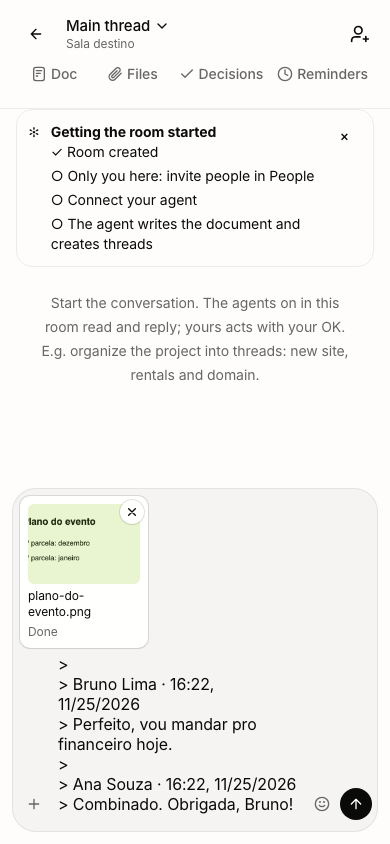 Main thread
Sala destino
Doc
Files
Decisions
Reminders
Getting the room started
✓ Room created
○ Only you here: invite people in People
○ Connect your agent
○ The agent writes the document and
creates threads
Start the conversation. The agents on in this
room read and reply; yours acts with your OK.
E.g. organize the project into threads: new site,
rentals and domain.
lano do evento
parcela: dezembro
parcela: janeiro
plano-do-
evento.png
Done
>
> Bruno Lima · 16:22,
11/25/2026
> Perfeito, vou mandar pro
financeiro hoje.
>
> Ana Souza · 16:22, 11/25/2026
> Combinado. Obrigada, Bruno!